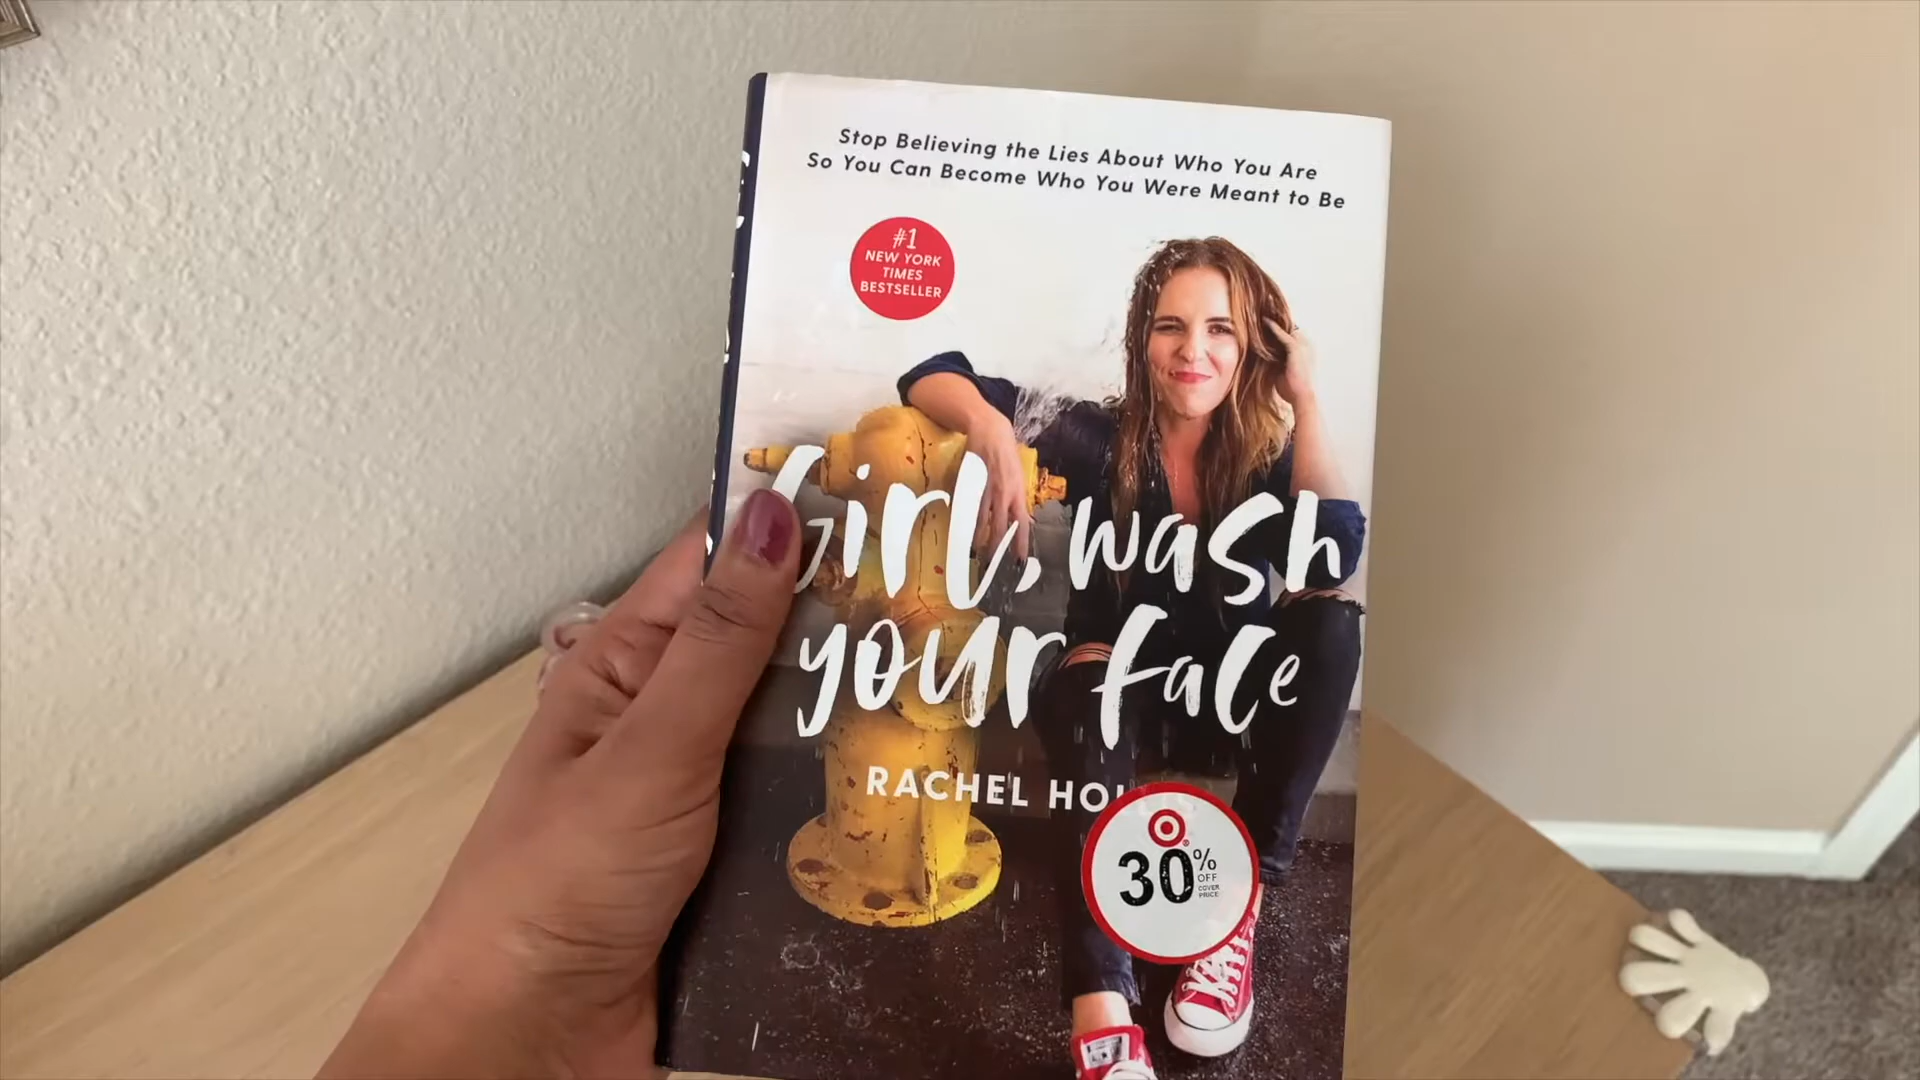 Stop Believing the Lies About Who You Are
So You Can Become Who You Were Meant to Be
#1
NEW YORK
TIMES
BESTSELLER
Girl, wash
your face
RACHEL HOL
30% OFF
COVER
PRICE